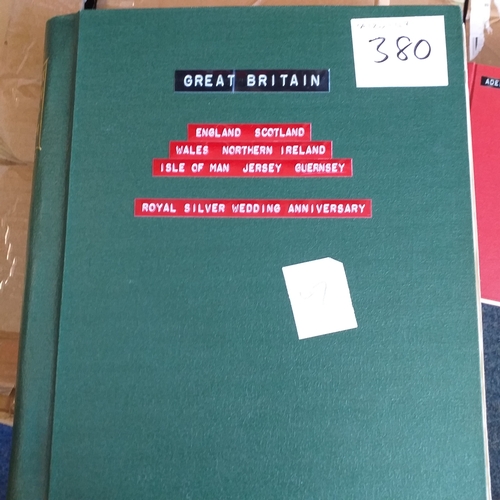 380
GREAT BRITAIN
ENGLAND SCOTLAND
WALES NORTHERN IRELAND
ISLE OF MAN JERSEY GUERNSEY
ROYAL SILVER WEDDING ANNIVERSARY